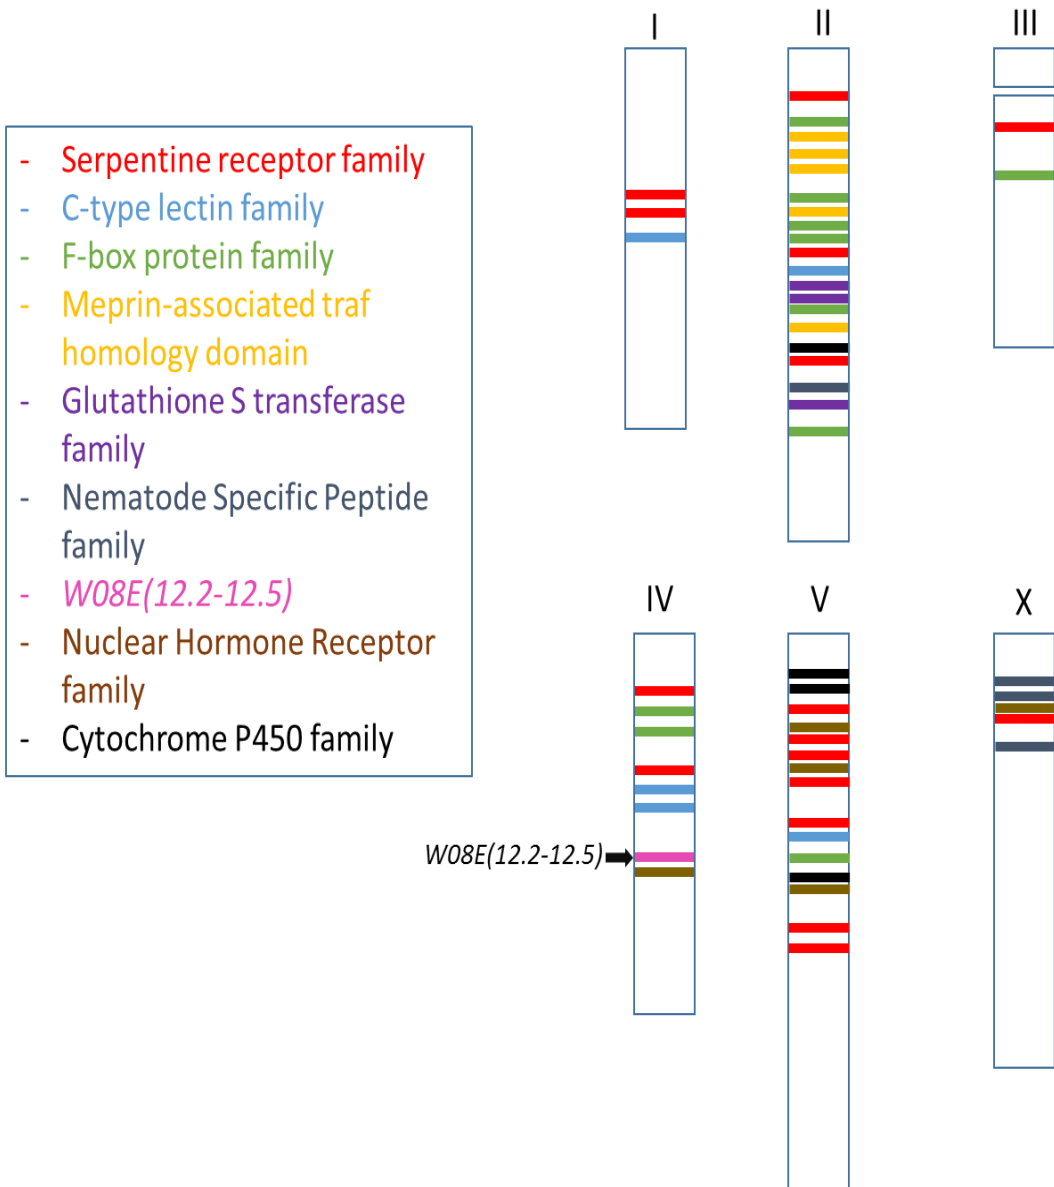 I
II
III
- Serpentine receptor family
- C-type lectin family
- F-box protein family
- Meprin-associated traf
homology domain
- Glutathione S transferase
family
- Nematode Specific Peptide
family
- W08E(12.2-12.5)
- Nuclear Hormone Receptor
family
- Cytochrome P450 family
IV
V
X
W08E(12.2-12.5)